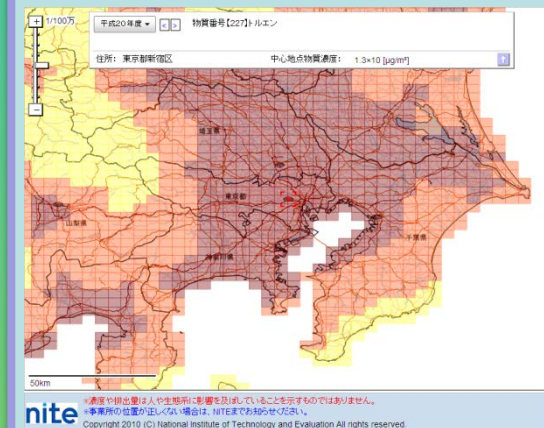 1/100万
平成20年度
< >
物質番号【227】トルエン
住所: 東京都新宿区
中心地点物質濃度: 1.3×10 [μg/m³]
埼玉県
東京都
山梨県
千葉県
神奈川県
50km
※濃度や排出量は人や生態系に影響を及ぼしていることを示すものではありません。
nite
※事業所の位置が正しくない場合は、NITEまでお知らせください。
Copyright 2010 (C) National Institute of Technology and Evaluation All rights reserved.